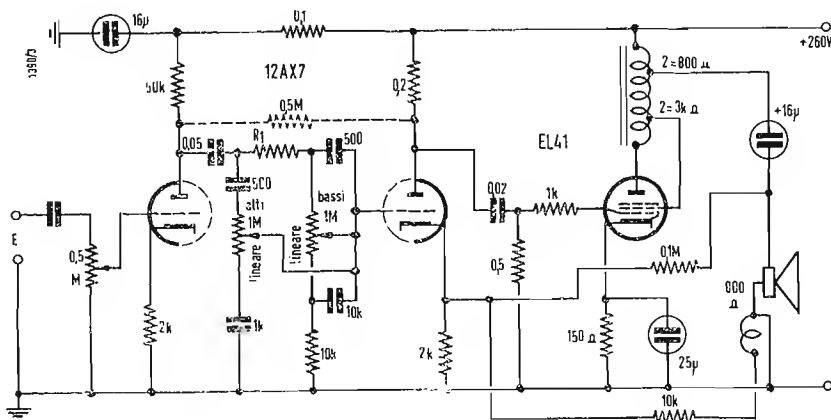 16µ
0,1
+260V
1390/3
50k
12AX7
0,2
2=800 Ω
0,5M
2=3k Ω
+16µ
0,05
R1
500
EL41
500
0,02
1k
alti
1M
lineare
bassi
1M
lineare
E
0,5
M
0,5
0,1M
800
Ω
2k
1k
10k
10k
2k
150 Ω
25µ
10k